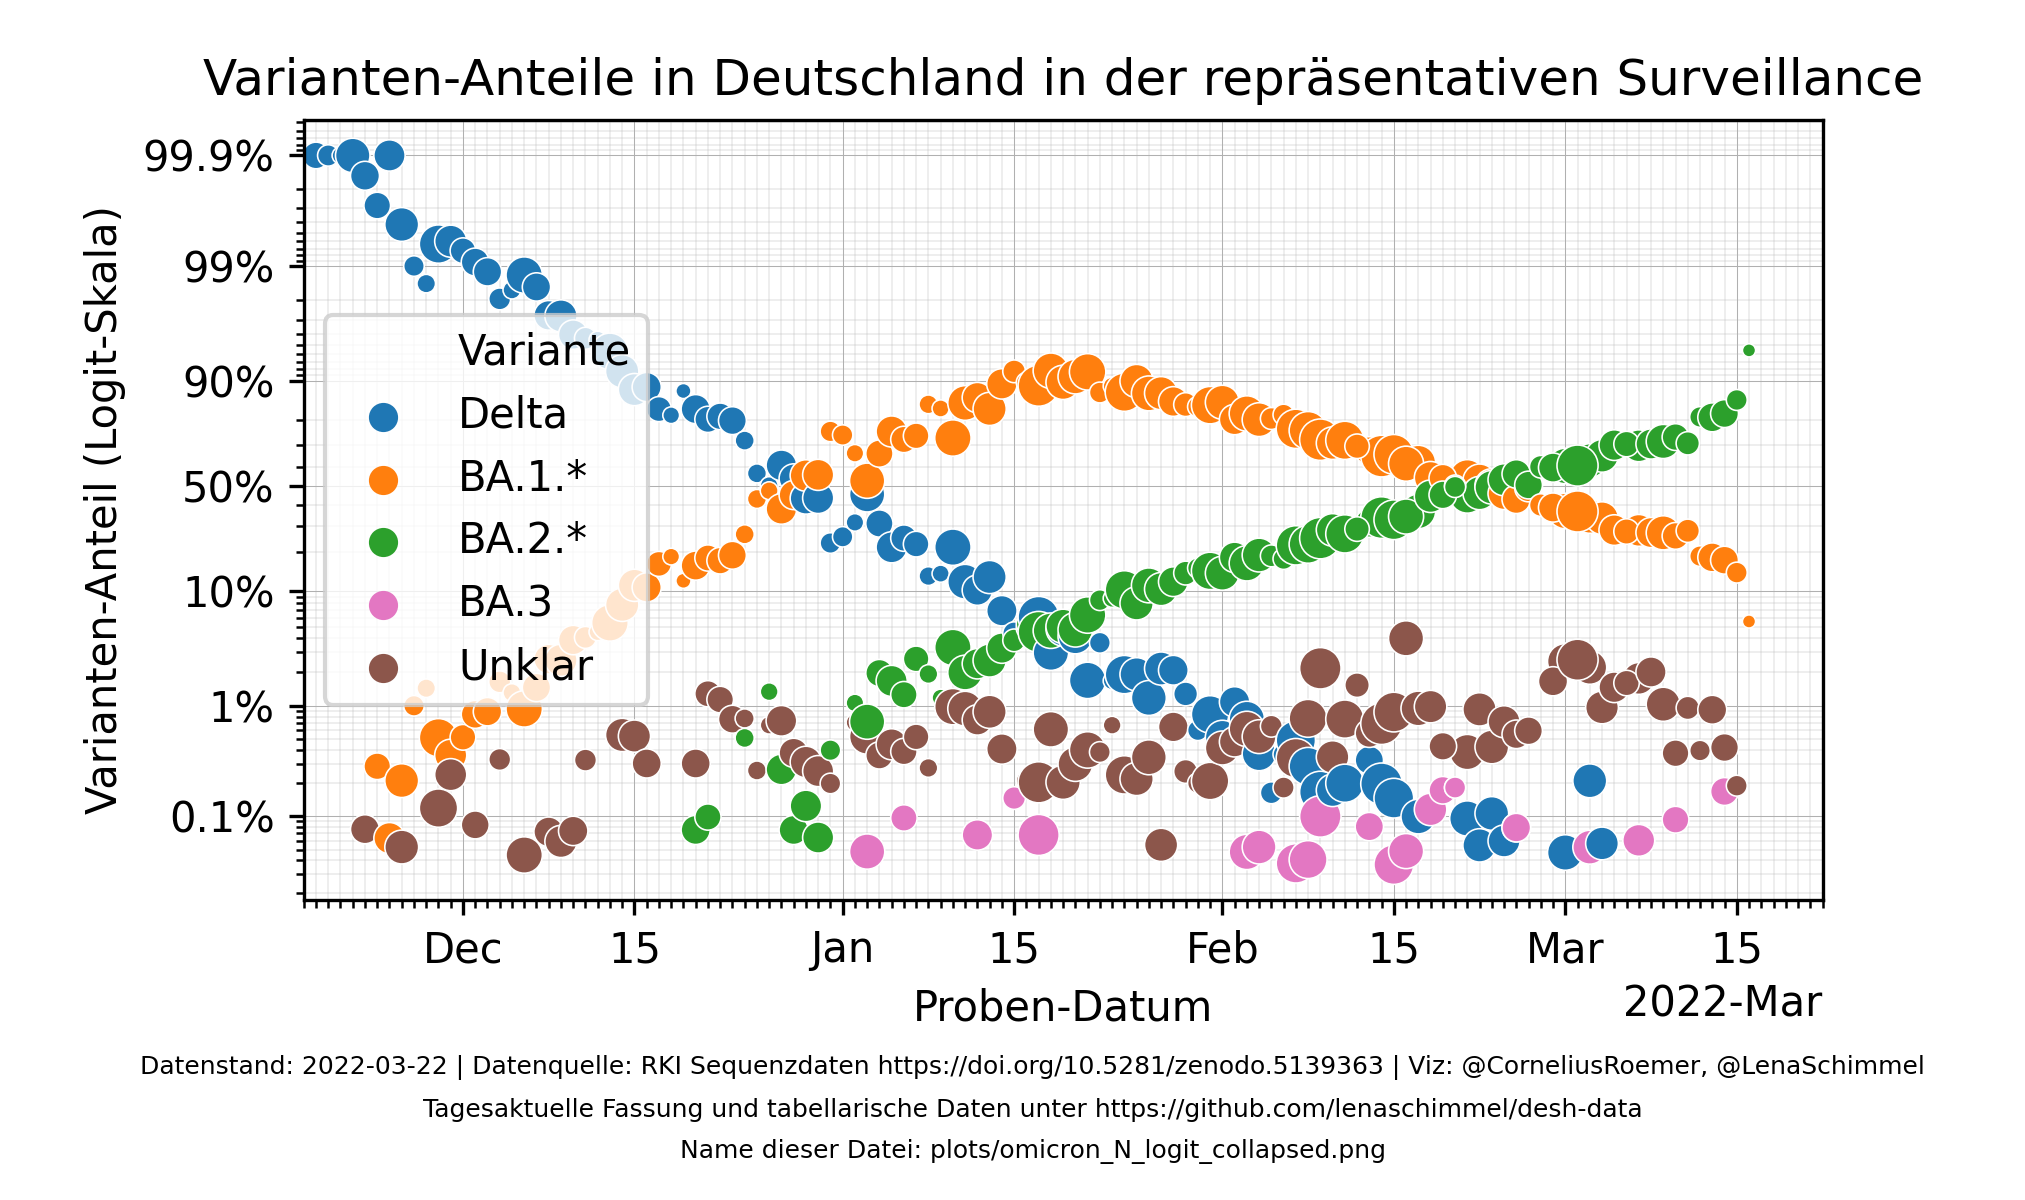 Varianten-Anteile in Deutschland in der repräsentativen Surveillance
Varianten-Anteil (Logit-Skala)
99.9%
99%
90%
50%
10%
1%
0.1%
Variante
Delta
BA.1.*
BA.2.*
BA.3
Unklar
Dec 15 Jan 15 Feb 15 Mar 15
Proben-Datum
2022-Mar
Datenstand: 2022-03-22 | Datenquelle: RKI Sequenzdaten https://doi.org/10.5281/zenodo.5139363 | Viz: @CorneliusRoemer, @LenaSchimmel
Tagesaktuelle Fassung und tabellarische Daten unter https://github.com/lenaschimmel/desh-data
Name dieser Datei: plots/omicron_N_logit_collapsed.png